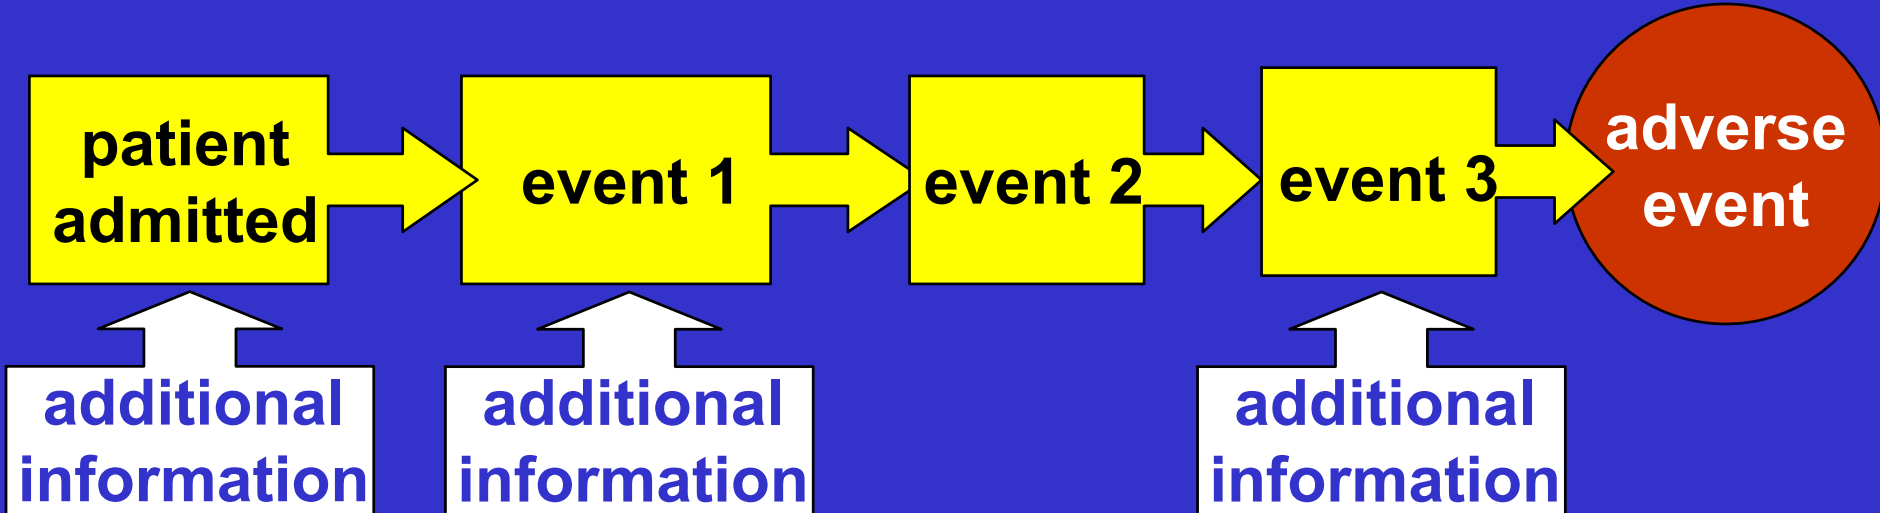 patient
admitted
event 1
event 2
event 3
adverse
event
additional
information
additional
information
additional
information